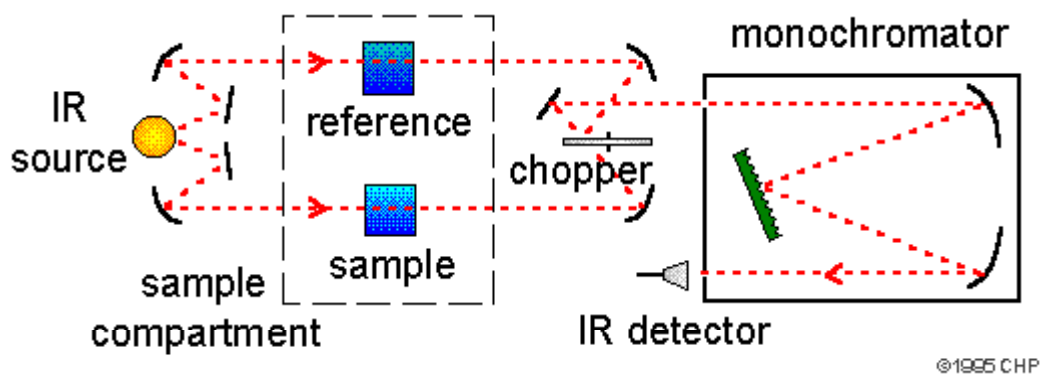 monochromator
IR
source
reference
chopper
sample
sample
compartment
IR detector
©1995 CHP